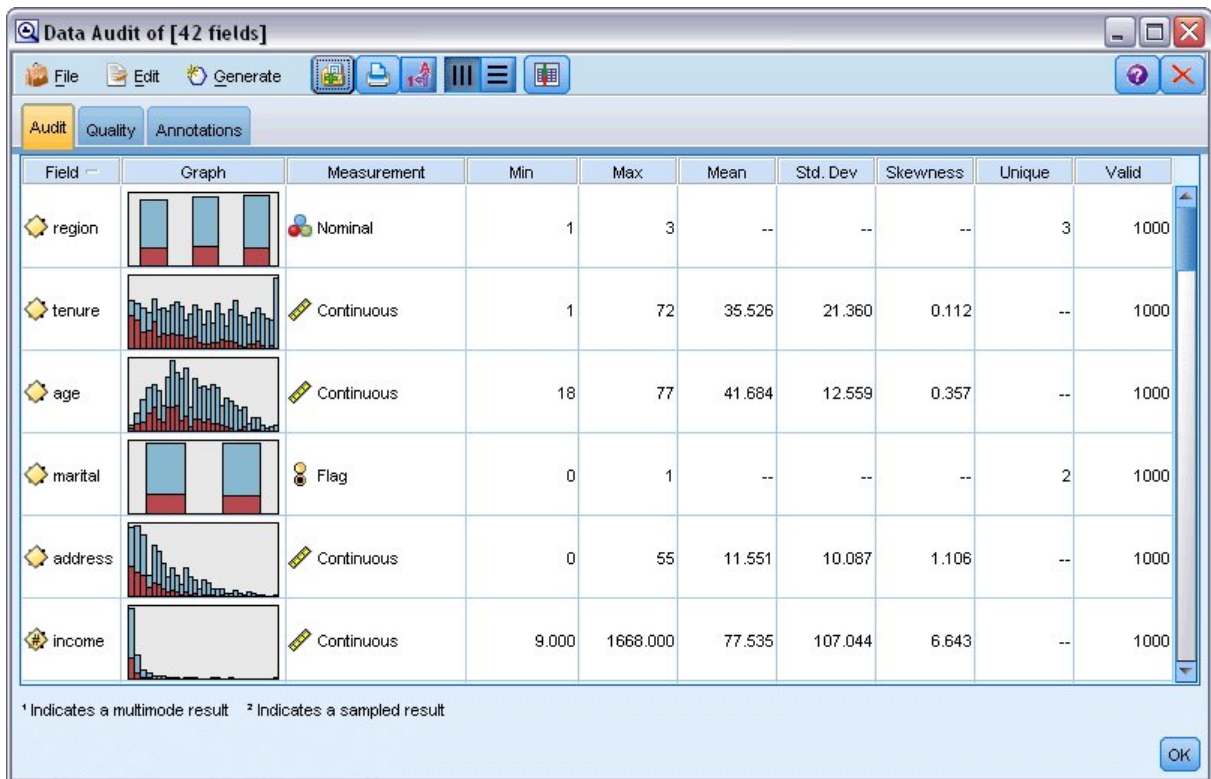 Data Audit of [42 fields]
File Edit Generate
Audit Quality Annotations
Field Graph Measurement Min Max Mean Std. Dev Skewness Unique Valid
region Nominal 1 3 -- -- -- 3 1000
tenure Continuous 1 72 35.526 21.360 0.112 -- 1000
age Continuous 18 77 41.684 12.559 0.357 -- 1000
marital Flag 0 1 -- -- -- 2 1000
address Continuous 0 55 11.551 10.087 1.106 -- 1000
income Continuous 9.000 1668.000 77.535 107.044 6.643 -- 1000
¹ Indicates a multimode result ² Indicates a sampled result
OK